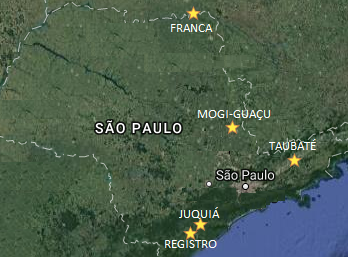 FRANCA
MOGI-GUAÇU
SÃO PAULO
TAUBATÉ
São Paulo
JUQUIÁ
REGISTRO